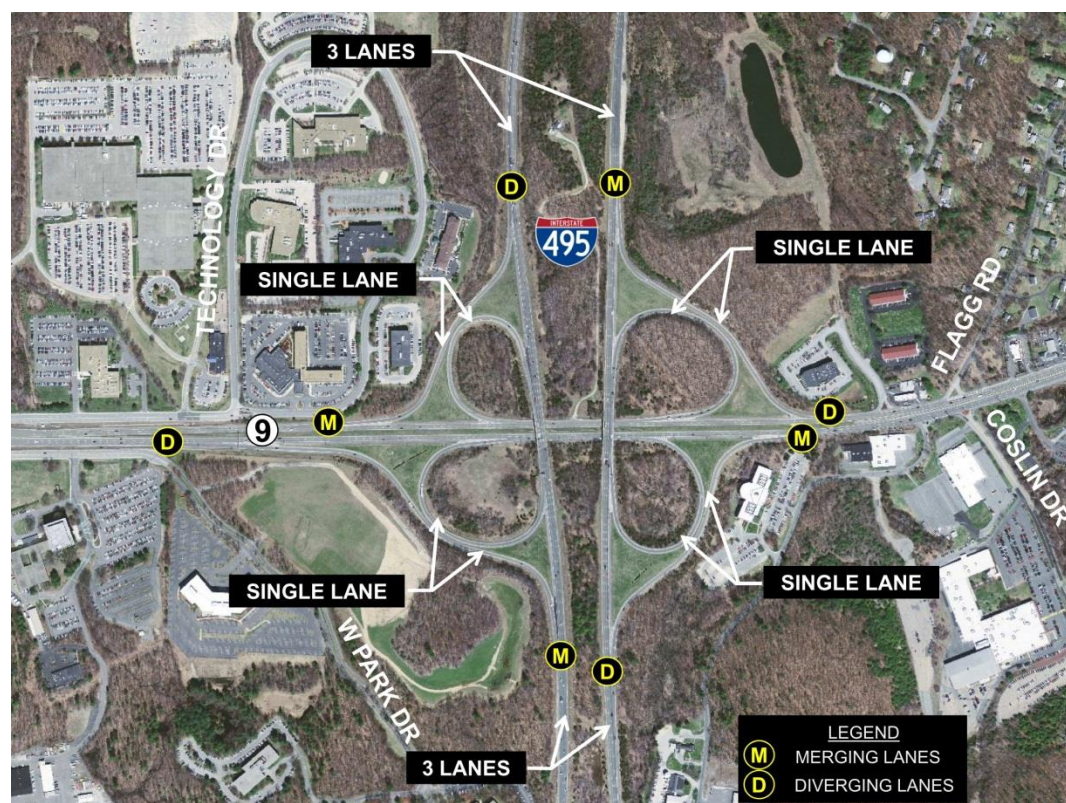 3 LANES
D
M
INTERSTATE
495
TECHNOLOGY DR
SINGLE LANE
SINGLE LANE
FLAGG RD
D
9
M
D
M
COSLIN DR
SINGLE LANE
SINGLE LANE
W PARK DR
M
D
3 LANES
LEGEND
M MERGING LANES
D DIVERGING LANES